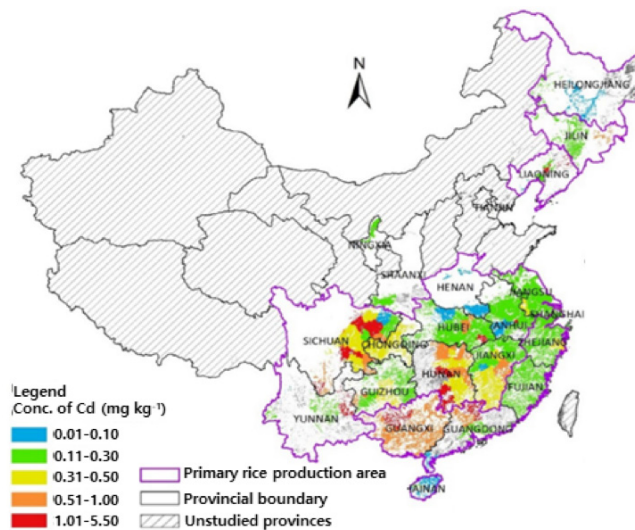 N
HEILONGJIANG
JILIN
LIAONING
TIANJIN
NINGXIA
SHAANXI
HENAN
JIANGSU
SHANGHAI
ANHUI
HUBEI
SICHUAN
CHONGQING
ZHEJIANG
JIANGXI
HUNAN
GUIZHOU
FUJIAN
YUNNAN
GUANGXI
GUANGDONG
HAINAN
Legend
Conc. of Cd (mg kg⁻¹)
0.01-0.10
0.11-0.30
0.31-0.50
0.51-1.00
1.01-5.50
Primary rice production area
Provincial boundary
Unstudied provinces